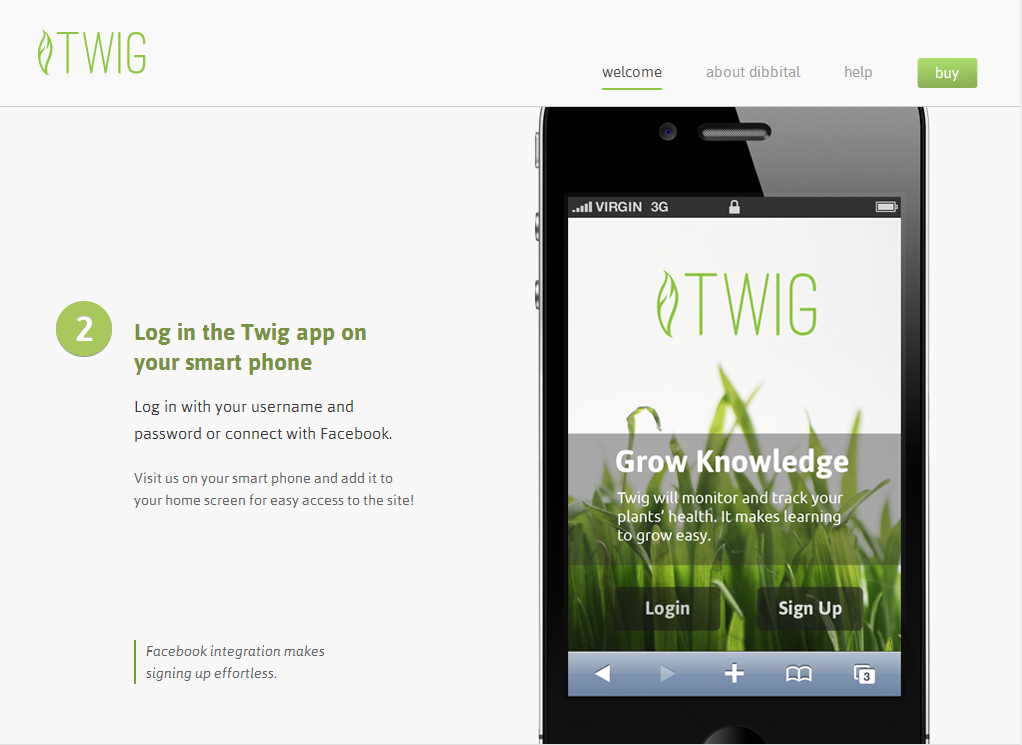 TWIG
welcome
about dibbital
help
buy
2
Log in the Twig app on
your smart phone
Log in with your username and
password or connect with Facebook.
Visit us on your smart phone and add it to
your home screen for easy access to the site!
Facebook integration makes
signing up effortless.
VIRGIN 3G
TWIG
Grow Knowledge
Twig will monitor and track your
plants’ health. It makes learning
to grow easy.
Login
Sign Up
3